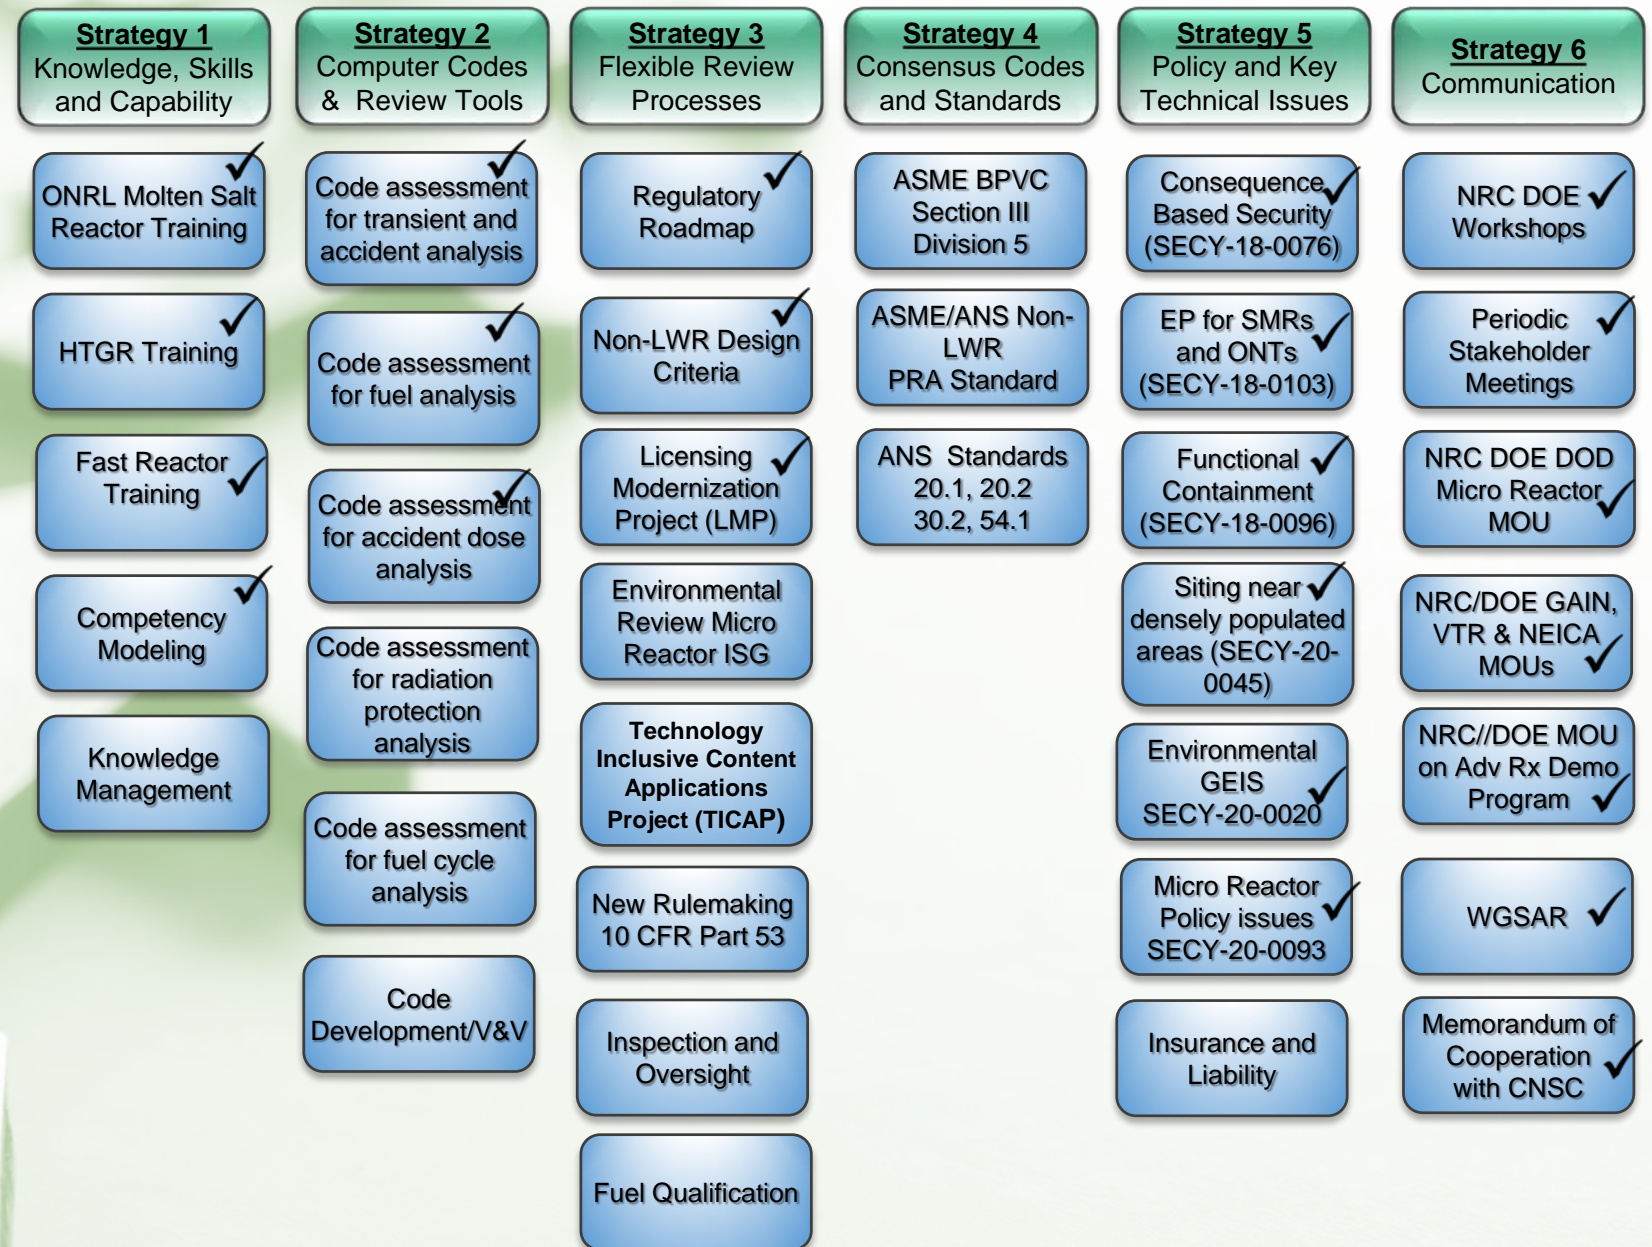 Strategy 1
Knowledge, Skills
and Capability
ONRL Molten Salt
Reactor Training
HTGR Training
Fast Reactor
Training
Competency
Modeling
Knowledge
Management
Strategy 2
Computer Codes
& Review Tools
Code assessment
for transient and
accident analysis
Code assessment
for fuel analysis
Code assessment
for accident dose
analysis
Code assessment
for radiation
protection
analysis
Code assessment
for fuel cycle
analysis
Code
Development/V&V
Strategy 3
Flexible Review
Processes
Regulatory
Roadmap
Non-LWR Design
Criteria
Licensing
Modernization
Project (LMP)
Environmental
Review Micro
Reactor ISG
Technology
Inclusive Content
Applications
Project (TICAP)
New Rulemaking
10 CFR Part 53
Inspection and
Oversight
Fuel Qualification
Strategy 4
Consensus Codes
and Standards
ASME BPVC
Section III
Division 5
ASME/ANS Non-
LWR
PRA Standard
ANS Standards
20.1, 20.2
30.2, 54.1
Strategy 5
Policy and Key
Technical Issues
Consequence
Based Security
(SECY-18-0076)
EP for SMRs
and ONTs
(SECY-18-0103)
Functional
Containment
(SECY-18-0096)
Siting near
densely populated
areas (SECY-20-
0045)
Environmental
GEIS
SECY-20-0020
Micro Reactor
Policy issues
SECY-20-0093
Insurance and
Liability
Strategy 6
Communication
NRC DOE
Workshops
Periodic
Stakeholder
Meetings
NRC DOE DOD
Micro Reactor
MOU
NRC/DOE GAIN,
VTR & NEICA
MOUs
NRC//DOE MOU
on Adv Rx Demo
Program
WGSAR
Memorandum of
Cooperation
with CNSC